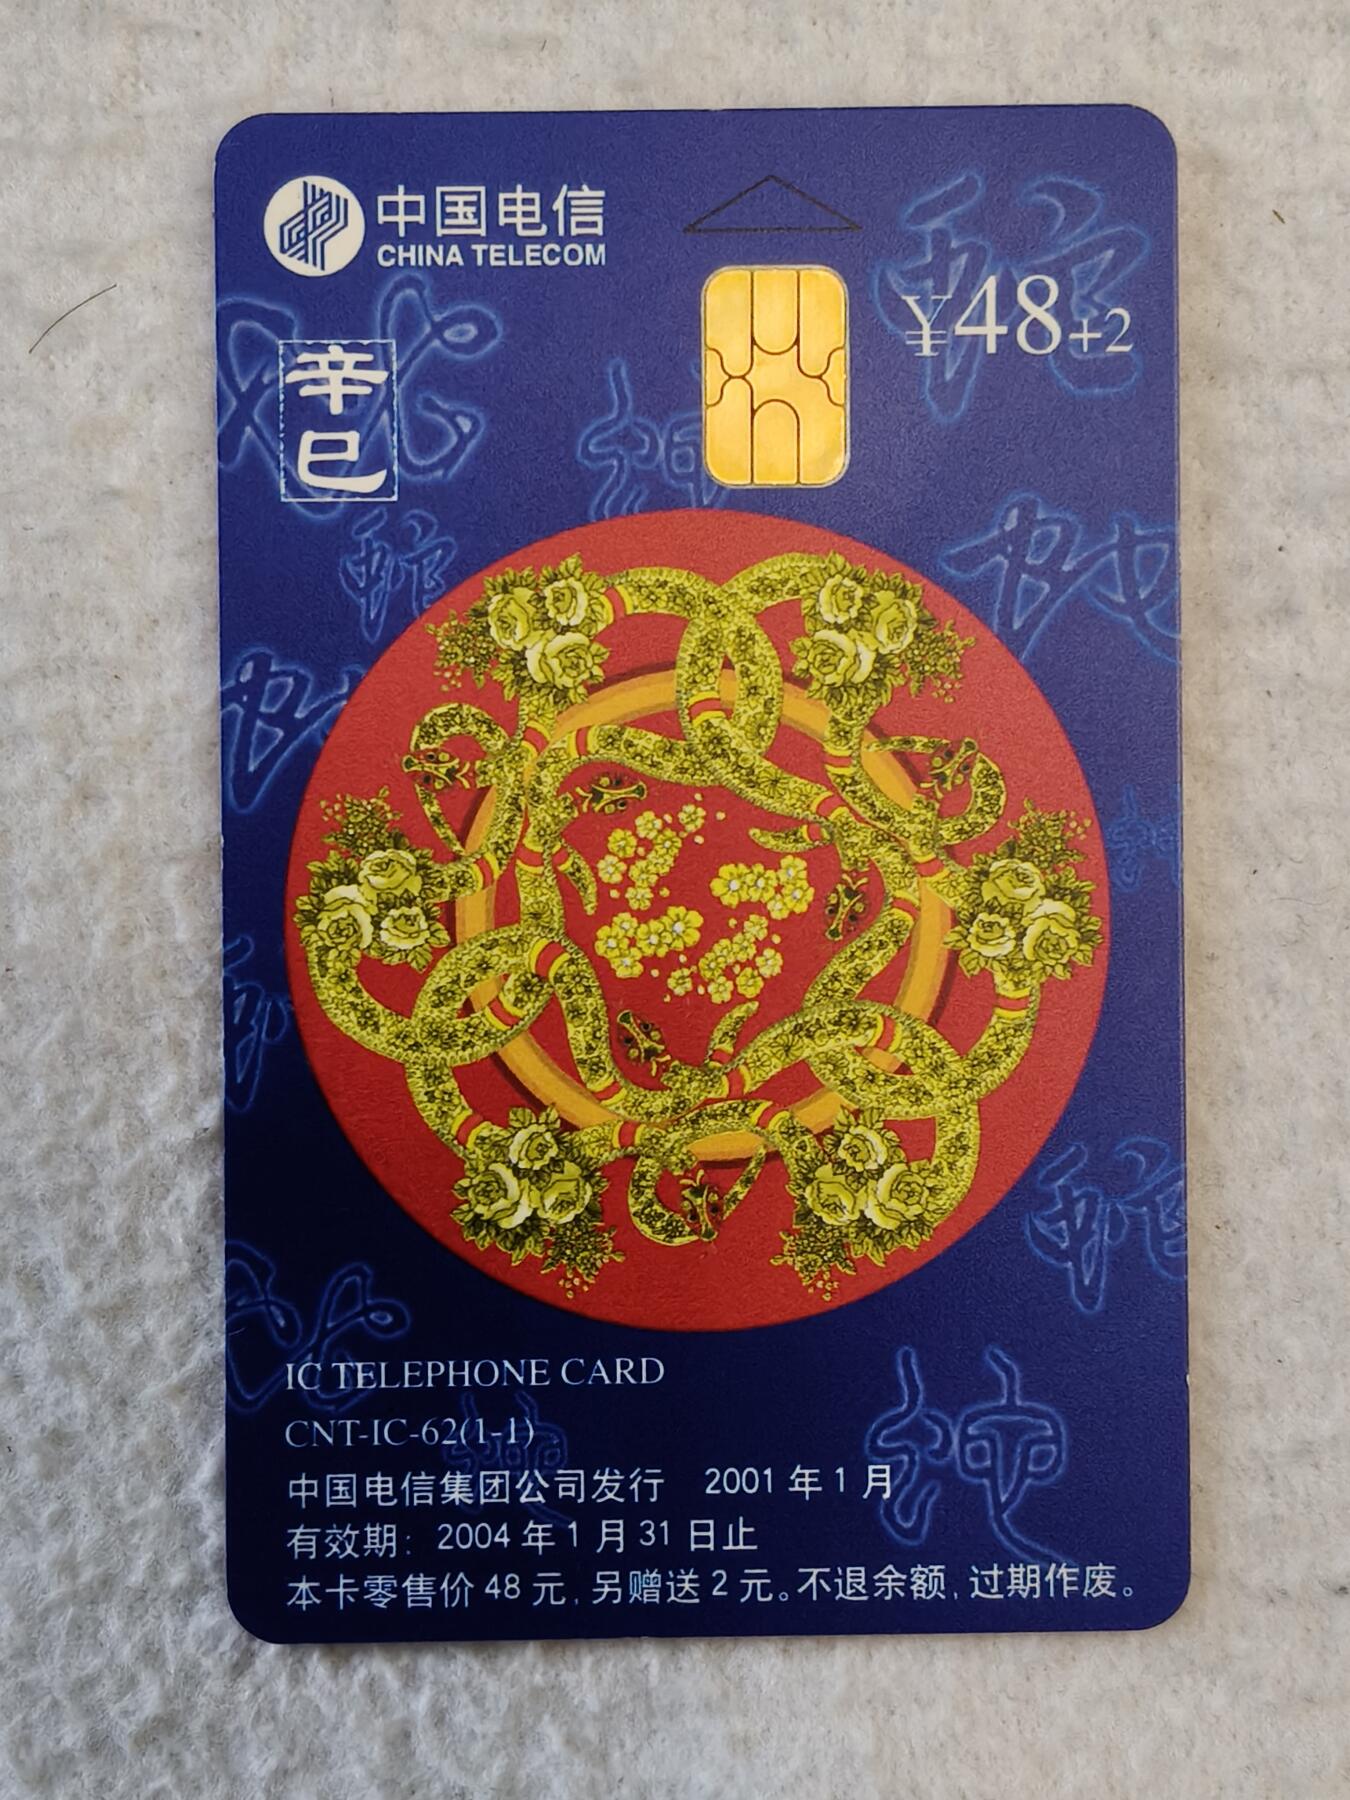 中国电信
CHINA TELECOM
¥48+2
辛
巳
IC TELEPHONE CARD
CNT-IC-62(1-1)
中国电信集团公司发行 2001年1月
有效期：2004年1月31日止
本卡零售价48元，另赠送2元。不退余额，过期作废。